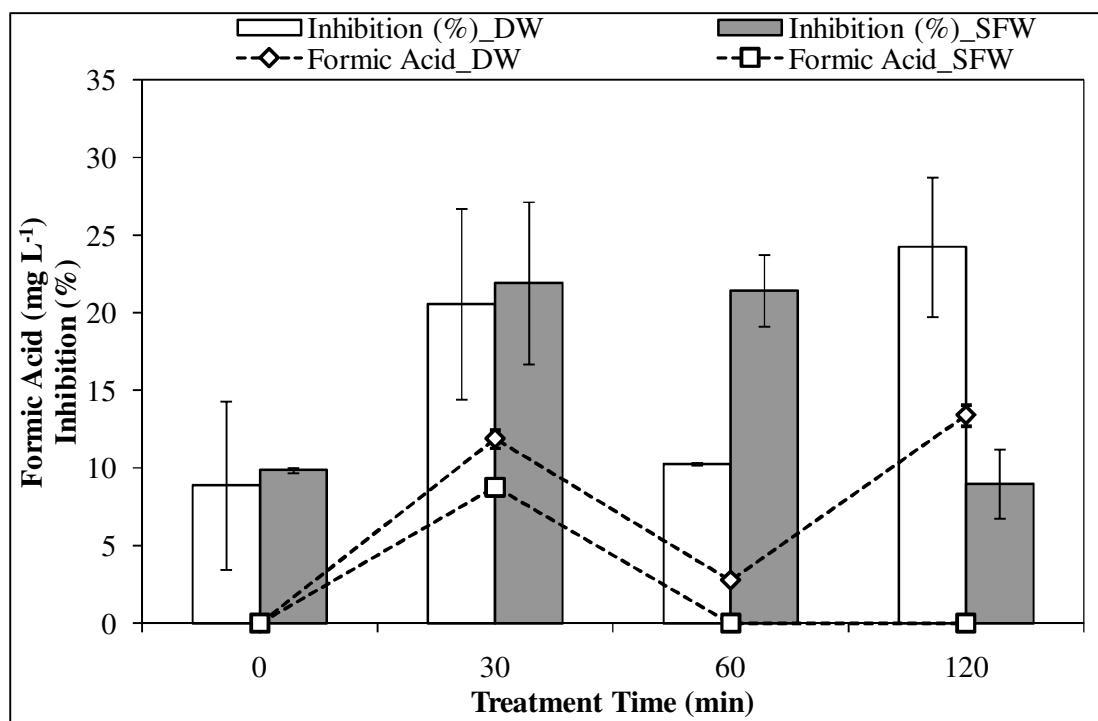 Inhibition (%)_DW Inhibition (%)_SFW
Formic Acid_DW Formic Acid_SFW
35
30
25
20
15
10
5
0
Formic Acid (mg L-1)
Inhibition (%)
0 30 60 120
Treatment Time (min)